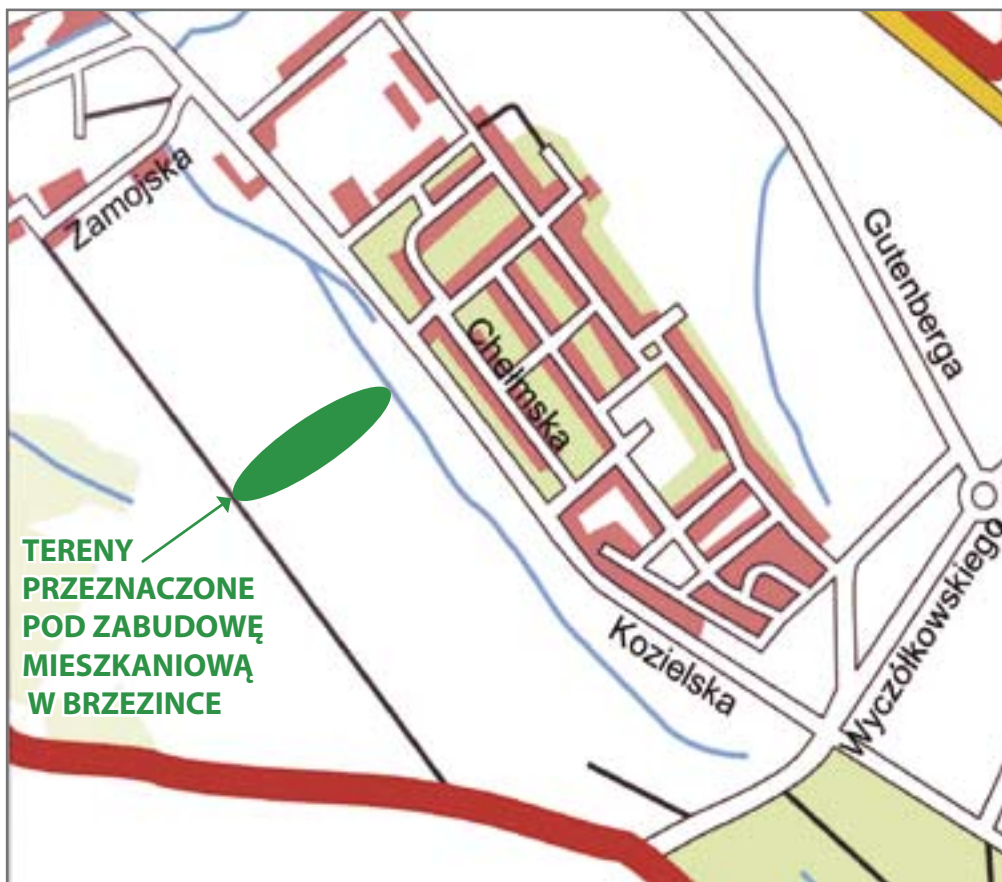 Zamojska
Gutenberga
Chełmska
TERENY
PRZEZNACZONE
POD ZABUDOWĘ
MIESZKANIOWĄ
W BRZEZINCE
Kozielska
Wyczółkowskiego